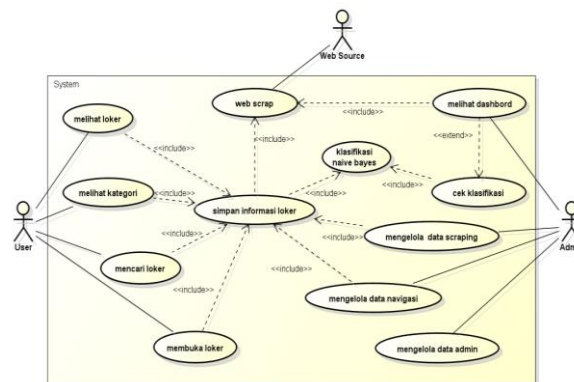 Web Source
System
web scrap
<<include>>
melihat dashbord
melihat loker
<<include>>
<<include>>
<<extend>>
klasifikasi
naive bayes
melihat kategori
<<include>>
<<include>>
cek klasifikasi
simpan informasi loker
User
<<include>>
<<include>>
mengelola data scraping
Adm
mencari loker
<<include>>
<<include>>
mengelola data navigasi
membuka loker
mengelola data admin